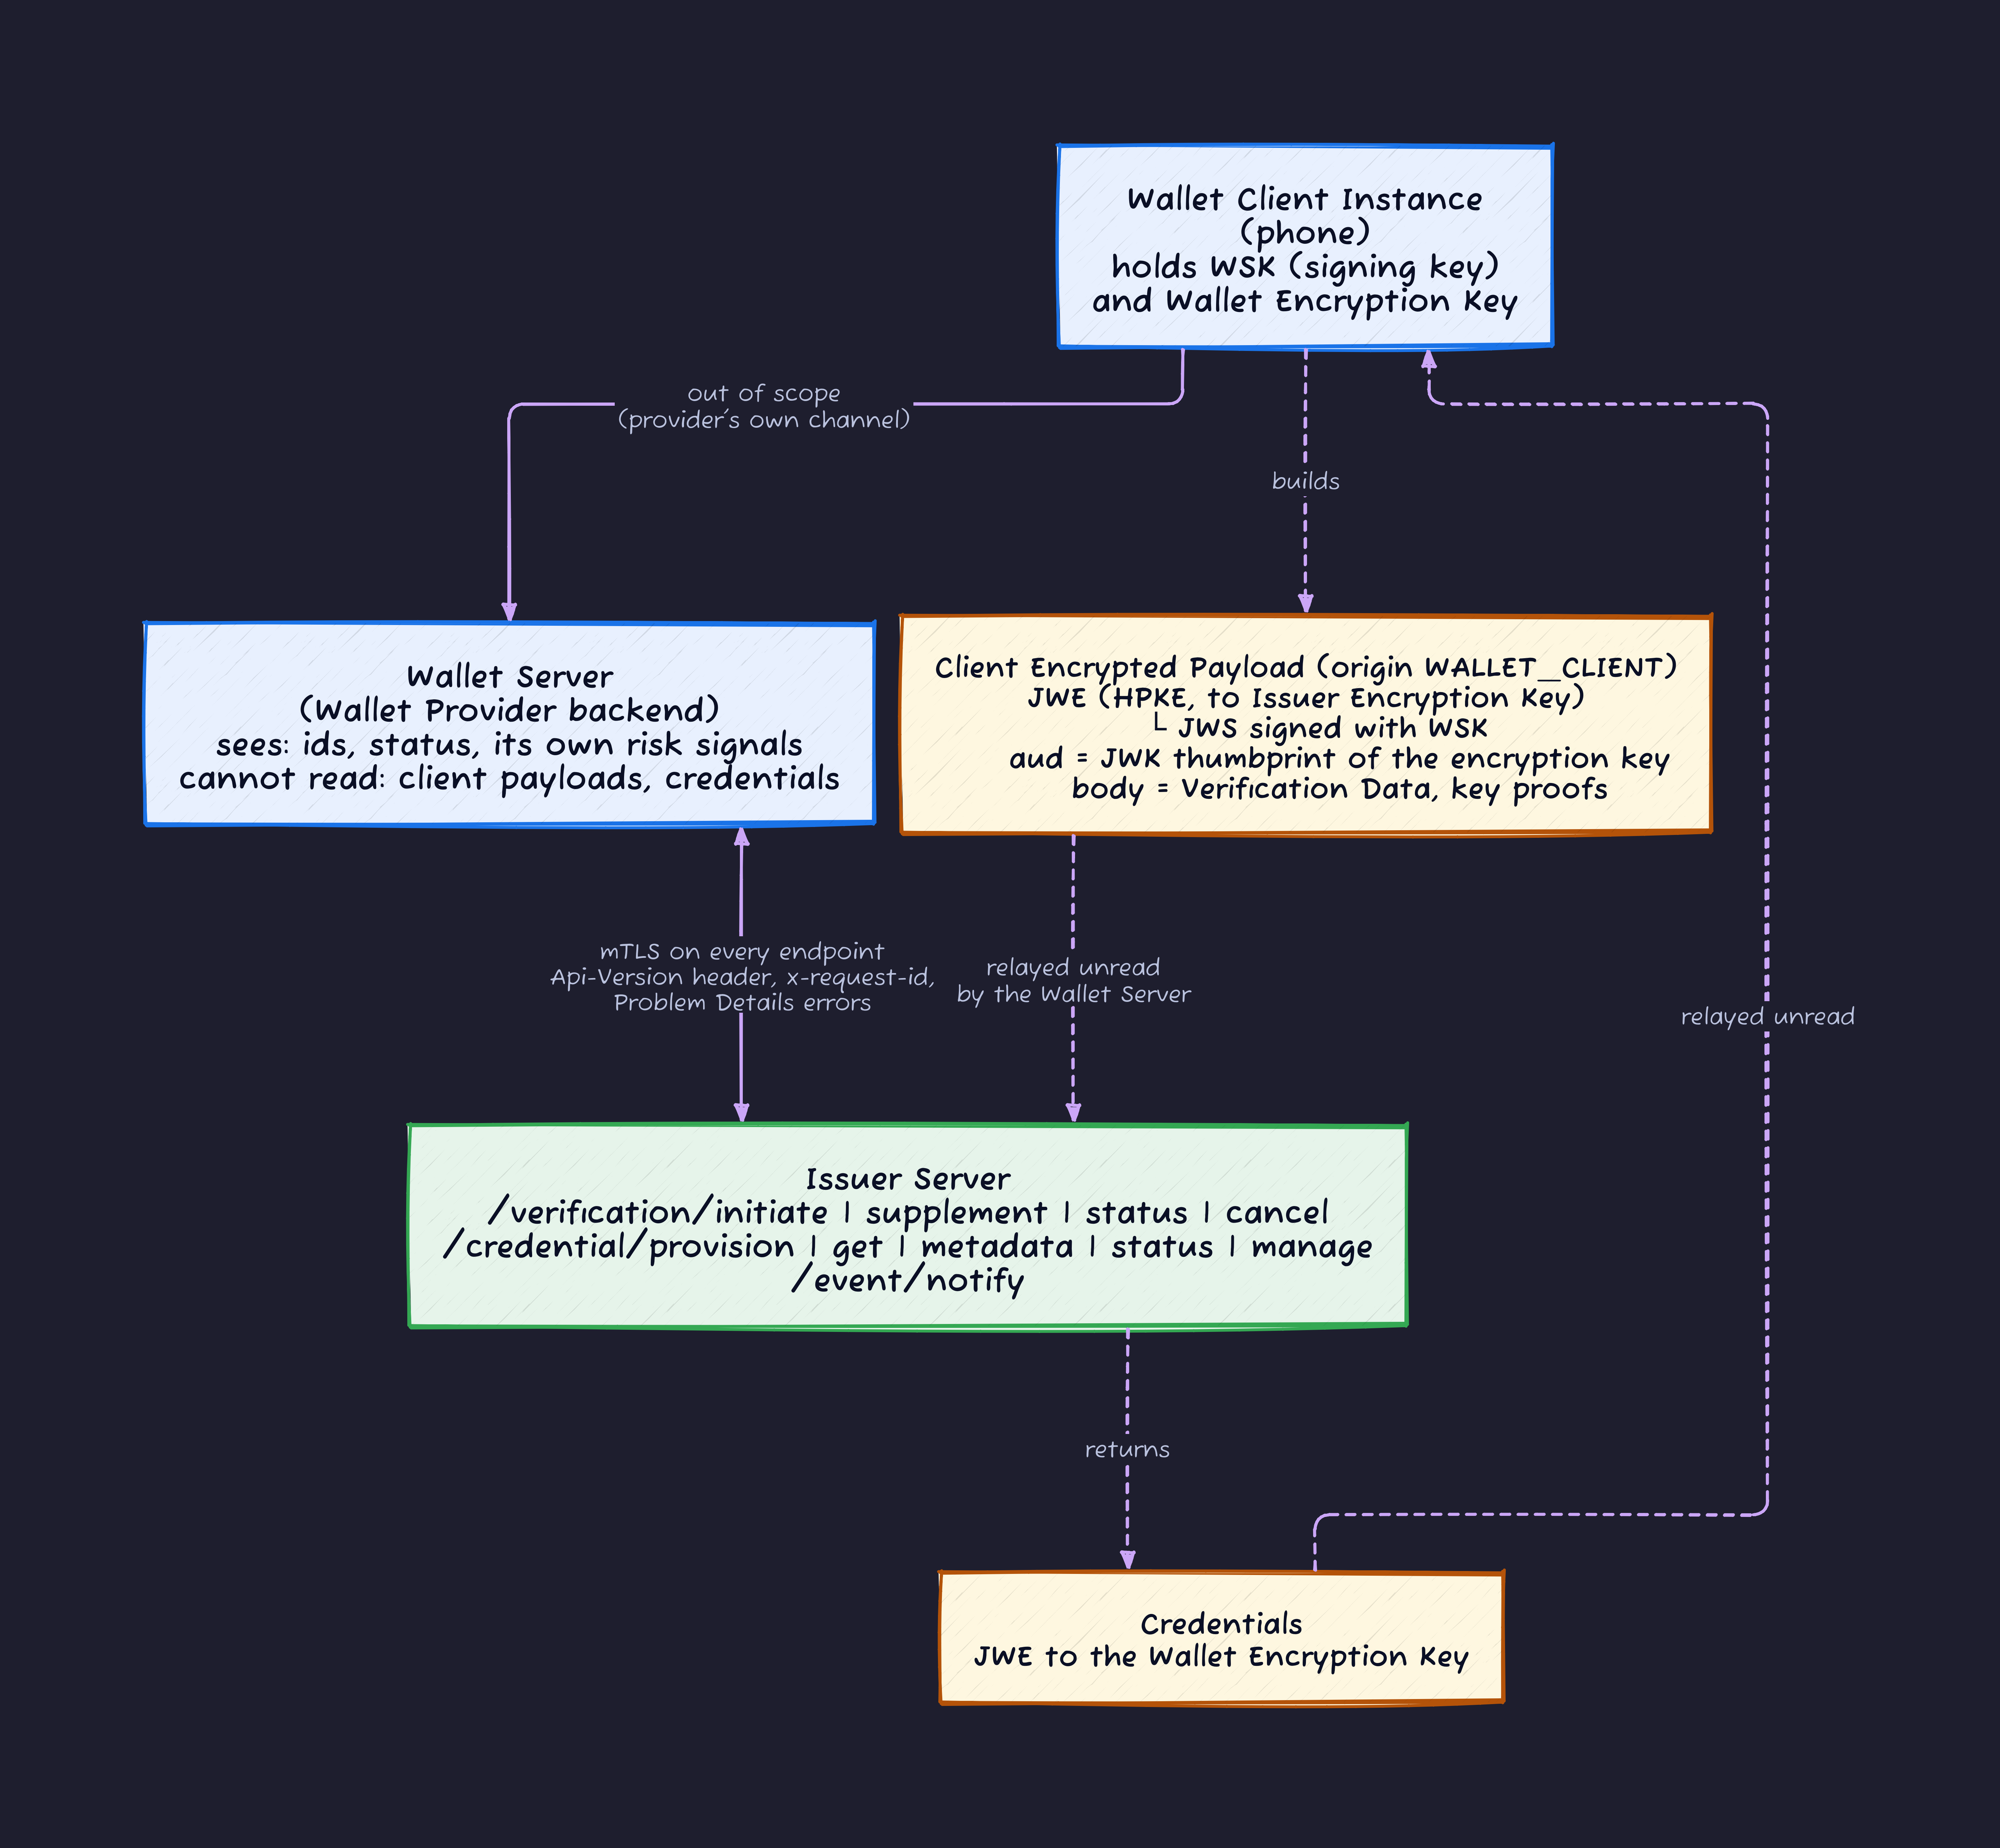 Wallet Client Instance
(phone)
holds WSK (signing key)
and Wallet Encryption Key
out of scope
(provider's own channel)
builds
Wallet Server
(Wallet Provider backend)
sees: ids, status, its own risk signals
cannot read: client payloads, credentials
Client Encrypted Payload (origin WALLET_CLIENT)
JWE (HPKE, to Issuer Encryption Key)
└ JWS signed with WSK
aud = JWK thumbprint of the encryption key
body = Verification Data, key proofs
mTLS on every endpoint
Api-Version header, x-request-id,
Problem Details errors
relayed unread
by the Wallet Server
relayed unread
Issuer Server
/verification/initiate | supplement | status | cancel
/credential/provision | get | metadata | status | manage
/event/notify
returns
Credentials
JWE to the Wallet Encryption Key